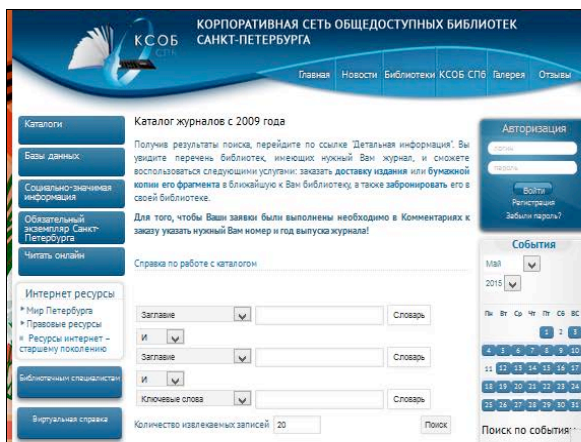 КСОБ
СПб
КОРПОРАТИВНАЯ СЕТЬ ОБЩЕДОСТУПНЫХ БИБЛИОТЕК
САНКТ-ПЕТЕРБУРГА
Главная Новости Библиотеки КСОБ СПб Галерея Отзывы
Каталоги
Базы данных
Социально-значимая
информация
Обязательный
экземпляр Санкт-
Петербурга
Читать онлайн
Интернет ресурсы
Мир Петербурга
Правовые ресурсы
Ресурсы интернет –
старшему поколению
Библиотечным специалистам
Виртуальная справка
Каталог журналов с 2009 года
Получив результаты поиска, перейдите по ссылке "Детальная информация". Вы
увидите перечень библиотек, имеющих нужный Вам журнал, и сможете
воспользоваться следующими услугами: заказать доставку издания или бумажной
копии его фрагмента в ближайшую к Вам библиотеку, а также забронировать его в
своей библиотеке.
Для того, чтобы Ваши заявки были выполнены необходимо в Комментариях к
заказу указать нужный Вам номер и год выпуска журнала!
Справка по работе с каталогом
Заглавие Словарь
И
Заглавие Словарь
И
Ключевые слова Словарь
Количество извлекаемых записей 20 Поиск
Авторизация
логин
пароль
Войти
Регистрация
Забыли пароль?
События
Май
2015
Пн Вт Ср Чт Пт Сб ВС
1 2 3
4 5 6 7 8 9 10
11 12 13 14 15 16 17
18 19 20 21 22 23 24
25 26 27 28 29 30 31
Поиск по событиям